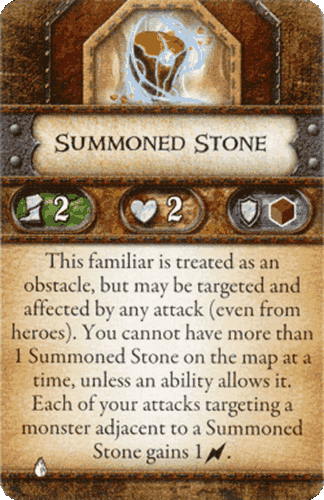 SUMMONED STONE
2 2
This familiar is treated as an
obstacle, but may be targeted and
affected by any attack (even from
heroes). You cannot have more than
1 Summoned Stone on the map at a
time, unless an ability allows it.
Each of your attacks targeting a
monster adjacent to a Summoned
Stone gains 1 .